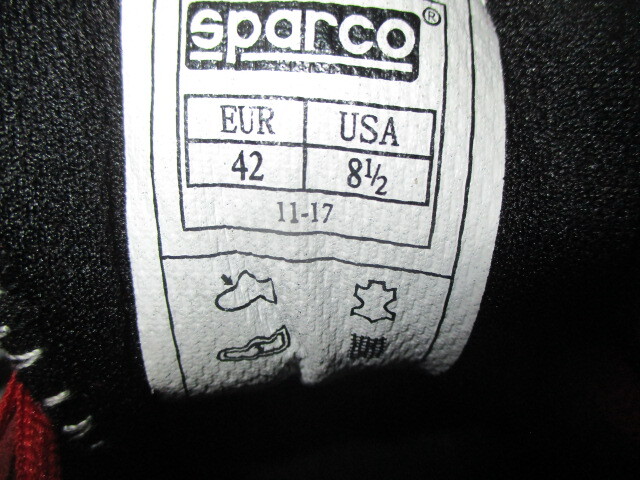 sparco®
EUR USA
42 8½
11-17